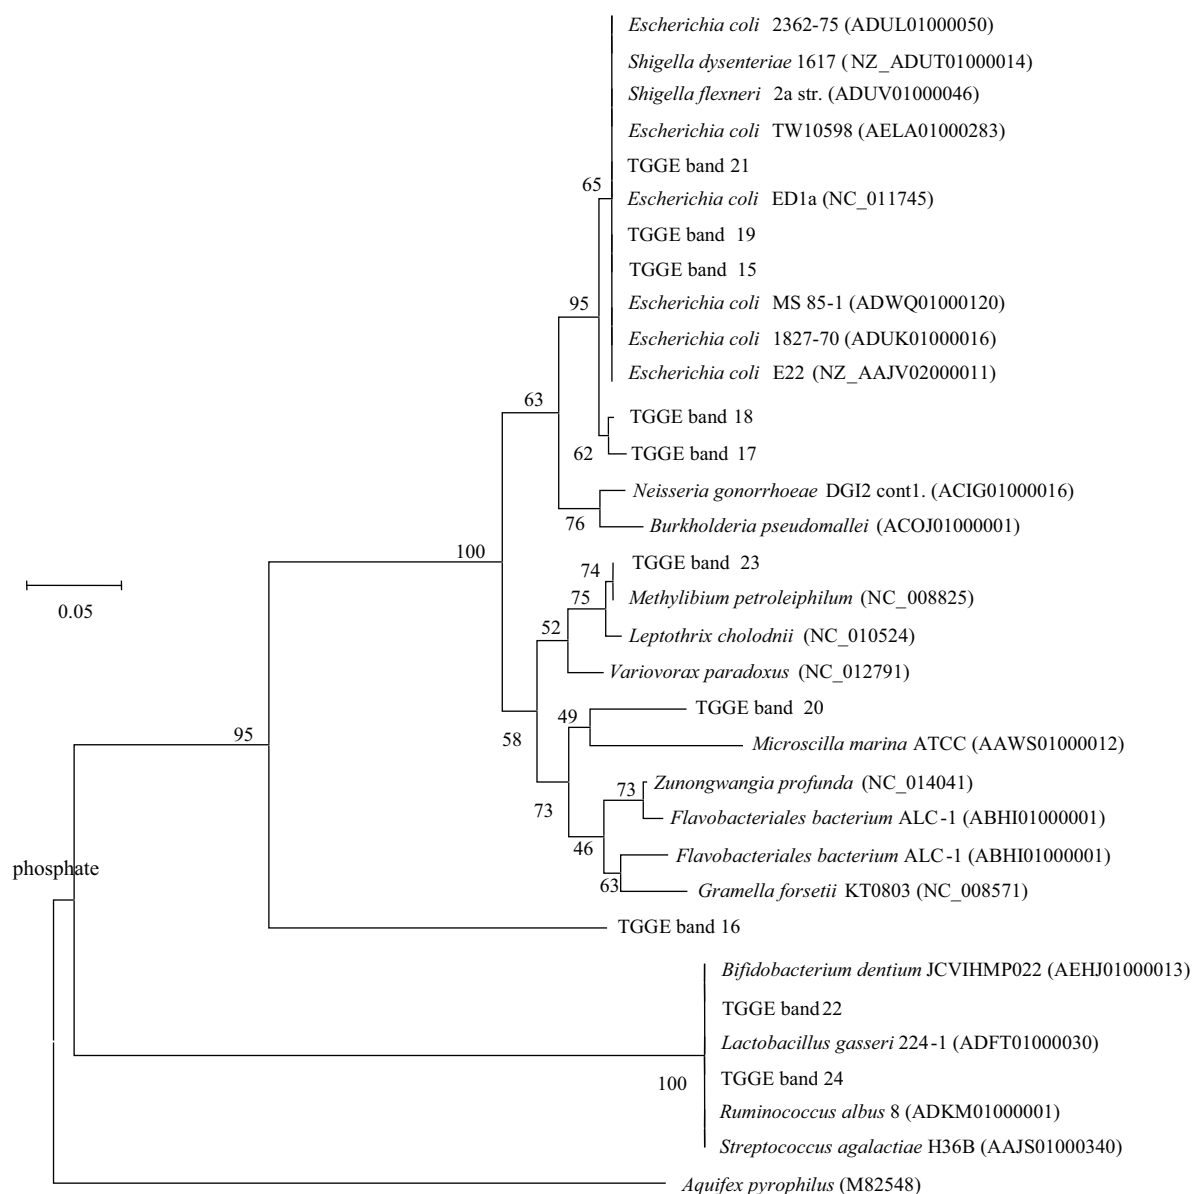 Escherichia coli 2362-75 (ADUL01000050)
Shigella dysenteriae 1617 (NZ_ADUT01000014)
Shigella flexneri 2a str. (ADUV01000046)
Escherichia coli TW10598 (AELA01000283)
TGGE band 21
65
Escherichia coli ED1a (NC_011745)
TGGE band 19
TGGE band 15
95
Escherichia coli MS 85-1 (ADWQ01000120)
Escherichia coli 1827-70 (ADUK01000016)
Escherichia coli E22 (NZ_AAJV02000011)
63
TGGE band 18
62
TGGE band 17
Neisseria gonorrhoeae DGI2 cont1. (ACIG01000016)
76
Burkholderia pseudomallei (ACOJ01000001)
100
TGGE band 23
74
0.05
75
Methylibium petroleiphilum (NC_008825)
52
Leptothrix cholodnii (NC_010524)
Variovorax paradoxus (NC_012791)
49
TGGE band 20
95
58
Microscilla marina ATCC (AAWS01000012)
73
Zunongwangia profunda (NC_014041)
73
Flavobacteriales bacterium ALC-1 (ABHI01000001)
46
Flavobacteriales bacterium ALC-1 (ABHI01000001)
phosphate
63
Gramella forsetii KT0803 (NC_008571)
TGGE band 16
Bifidobacterium dentium JCVIHMP022 (AEHJ01000013)
TGGE band 22
Lactobacillus gasseri 224-1 (ADFT01000030)
100
TGGE band 24
Ruminococcus albus 8 (ADKM01000001)
Streptococcus agalactiae H36B (AAJS01000340)
Aquifex pyrophilus (M82548)